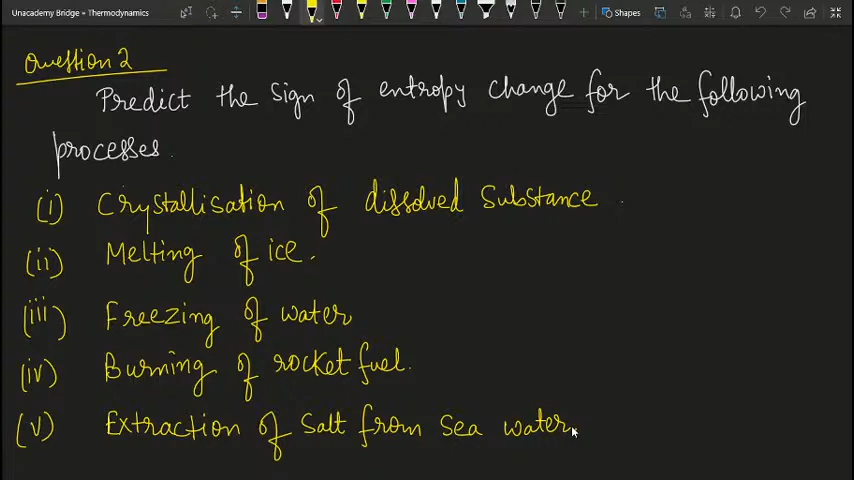 Unacademy Bridge + Thermodynamics
Shapes
Question 2
Predict the sign of entropy change for the following
processes.
(i) Crystallisation of dissolved substance.
(ii) Melting of ice.
(iii) Freezing of water
(iv) Burning of rocket fuel.
(v) Extraction of salt from sea water.